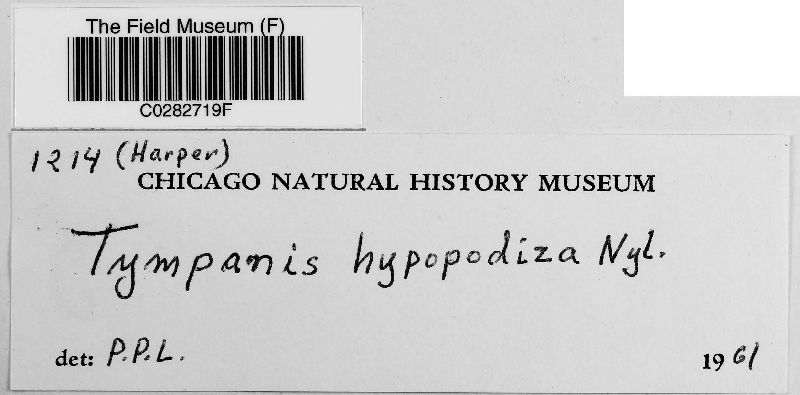 The Field Museum (F)
C0282719F
1214 (Harper)
CHICAGO NATURAL HISTORY MUSEUM
Tympanis hypopodiza Nyl.
det: P.P.L. 1961